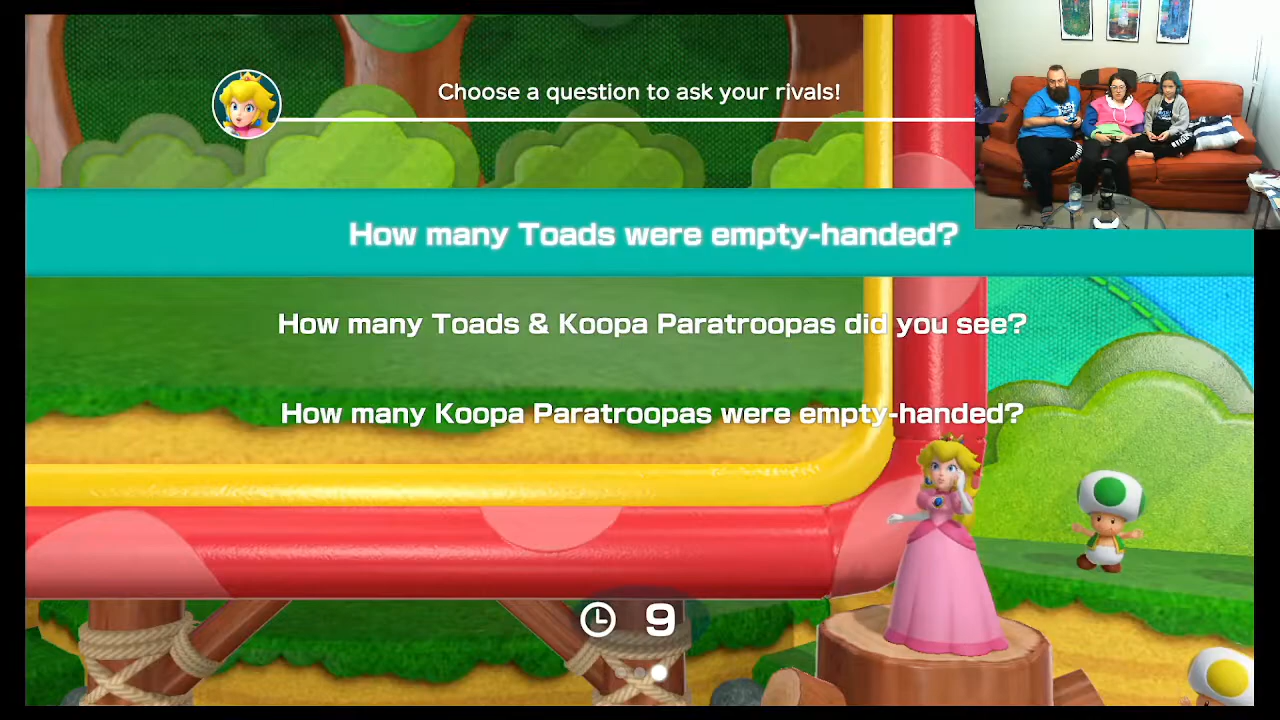 Choose a question to ask your rivals!
How many Toads were empty-handed?
How many Toads & Koopa Paratroopas did you see?
How many Koopa Paratroopas were empty-handed?
9